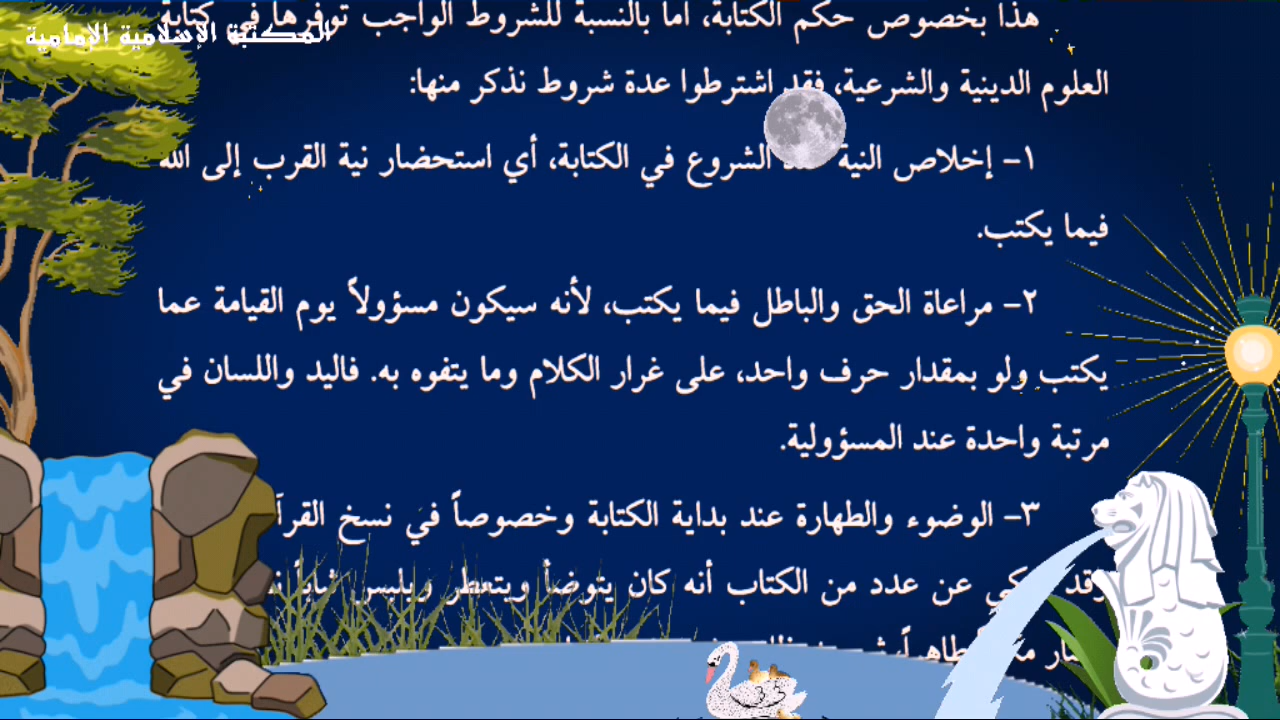 هذا بخصوص حكم الكتابة، أما بالنسبة للشروط الواجب توفرها في كتابة
المكتبة الإسلامية الإمامية
العلوم الدينية والشرعية، فقد اشترطوا عدة شروط نذكر منها:
١- إخلاص النية الشروع في الكتابة، أي استحضار نية القرب إلى الله
فيما يكتب.
٢- مراعاة الحق والباطل فيما يكتب، لأنه سيكون مسؤولاً يوم القيامة عما
يكتب ولو بمقدار حرف واحد، على غرار الكلام وما يتفوه به. فاليد واللسان في
مرتبة واحدة عند المسؤولية.
٣- الوضوء والطهارة عند بداية الكتابة وخصوصاً في نسخ
عن عدد من الكتاب أنه كان يتوضأ ويتعطر ويلبس ثياباً